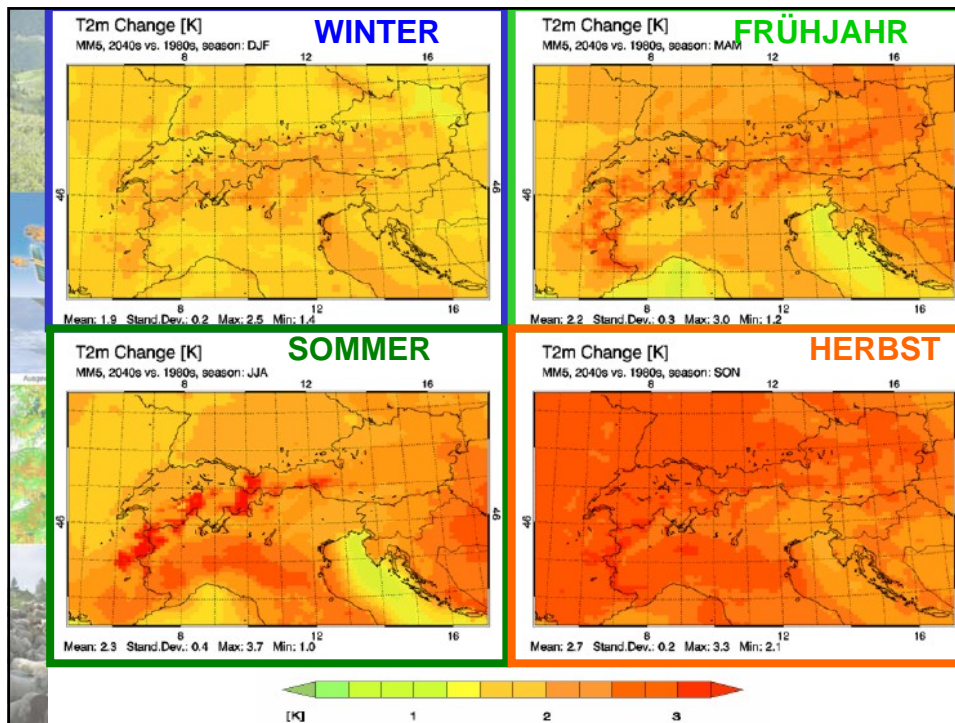 T2m Change [K]
WINTER
MM5, 2040s vs. 1980s, season: DJF
8 12 16
46 46
8 12 16
Mean: 1.9 Stand.Dev.: 0.2 Max: 2.5 Min: 1.4
T2m Change [K]
FRÜHJAHR
MM5, 2040s vs. 1980s, season: MAM
8 12 16
46 46
8 12 16
Mean: 2.2 Stand.Dev.: 0.3 Max: 3.0 Min: 1.2
T2m Change [K]
SOMMER
MM5, 2040s vs. 1980s, season: JJA
8 12 16
46 46
8 12 16
Mean: 2.3 Stand.Dev.: 0.4 Max: 3.7 Min: 1.0
T2m Change [K]
HERBST
MM5, 2040s vs. 1980s, season: SON
8 12 16
46
8 12 16
Mean: 2.7 Stand.Dev.: 0.2 Max: 3.3 Min: 2.1
[K] 1 2 3